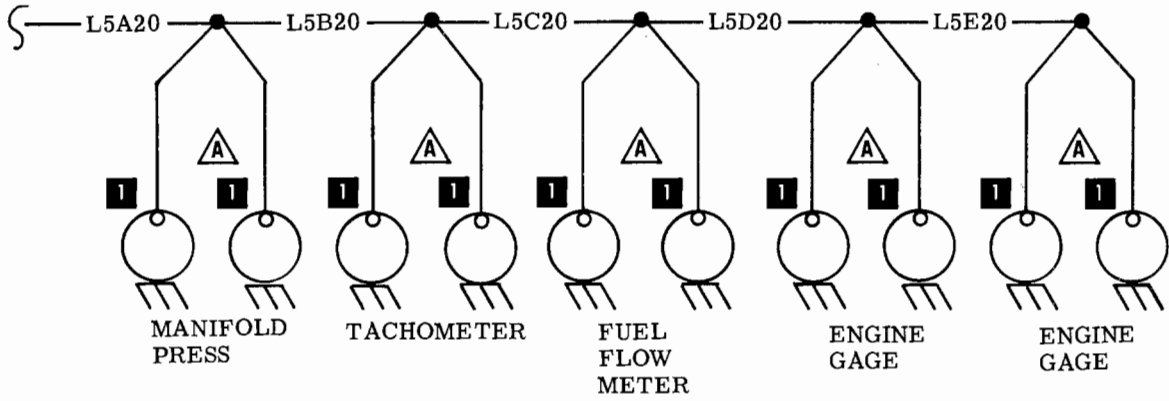 L5A20 L5B20 L5C20 L5D20 L5E20
A A A A A
1 1 1 1 1 1 1 1 1 1
MANIFOLD
PRESS
TACHOMETER
FUEL
FLOW
METER
ENGINE
GAGE
ENGINE
GAGE